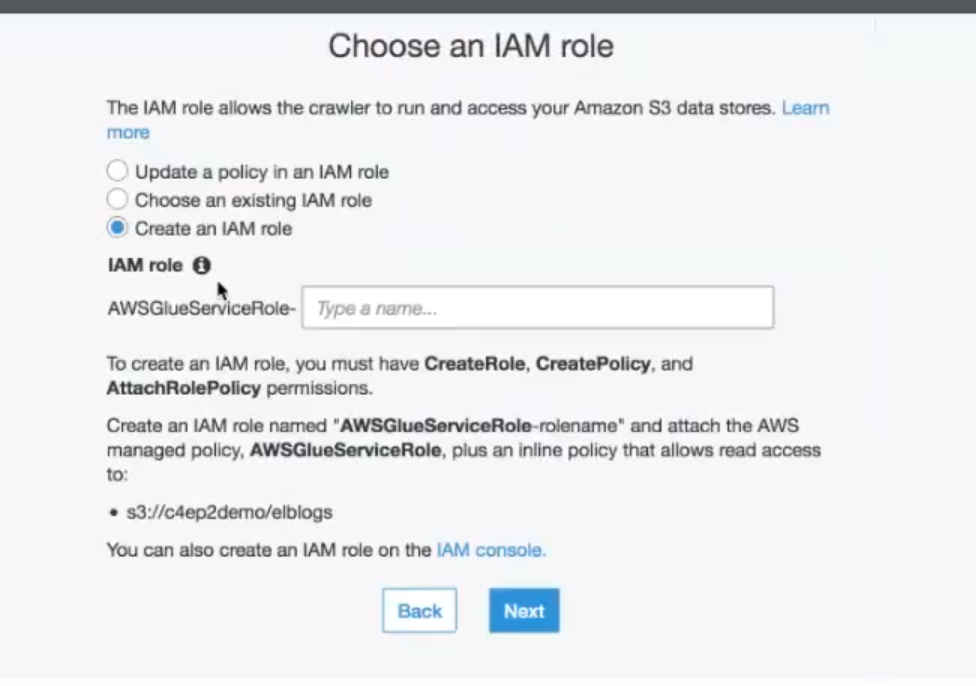 Choose an IAM role
The IAM role allows the crawler to run and access your Amazon S3 data stores. Learn
more
Update a policy in an IAM role
Choose an existing IAM role
Create an IAM role
IAM role
AWSGlueServiceRole- Type a name...
To create an IAM role, you must have CreateRole, CreatePolicy, and
AttachRolePolicy permissions.
Create an IAM role named "AWSGlueServiceRole-rolename" and attach the AWS
managed policy, AWSGlueServiceRole, plus an inline policy that allows read access
to:
• s3://c4ep2demo/elblogs
You can also create an IAM role on the IAM console.
Back Next